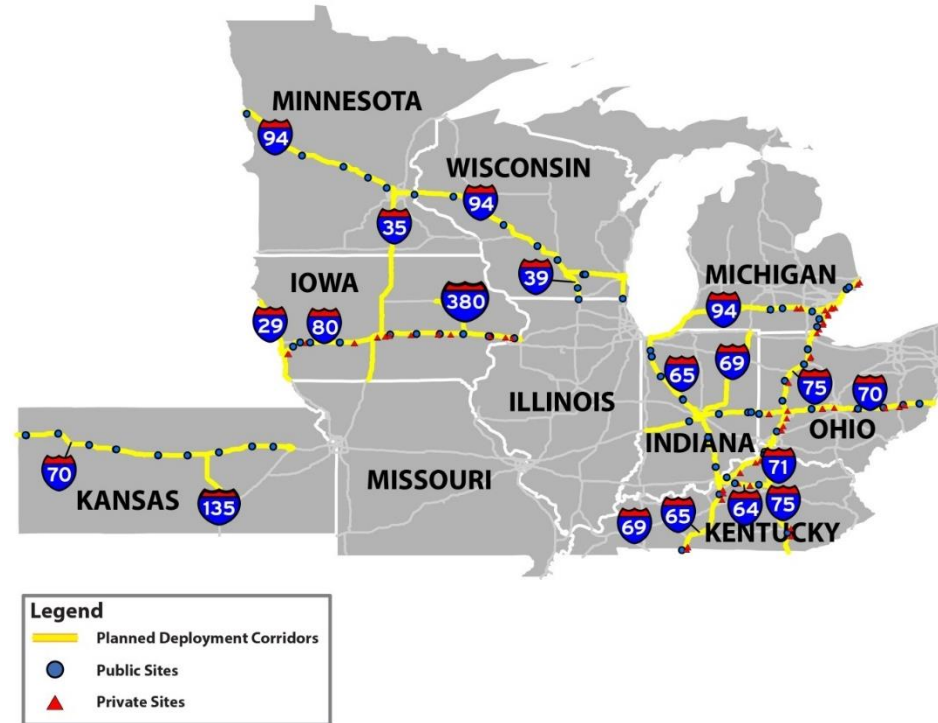 MINNESOTA
94
WISCONSIN
94
35
39
MICHIGAN
IOWA
380
94
29
80
65
69
75
70
ILLINOIS
INDIANA
OHIO
70
71
KANSAS
135
MISSOURI
69
65
64
75
KENTUCKY
Legend
Planned Deployment Corridors
Public Sites
Private Sites